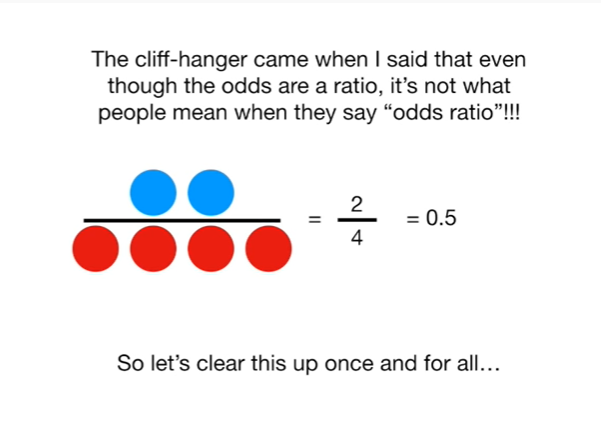 The cliff-hanger came when I said that even
though the odds are a ratio, it’s not what
people mean when they say “odds ratio”!!!
= 2/4 = 0.5
So let’s clear this up once and for all…